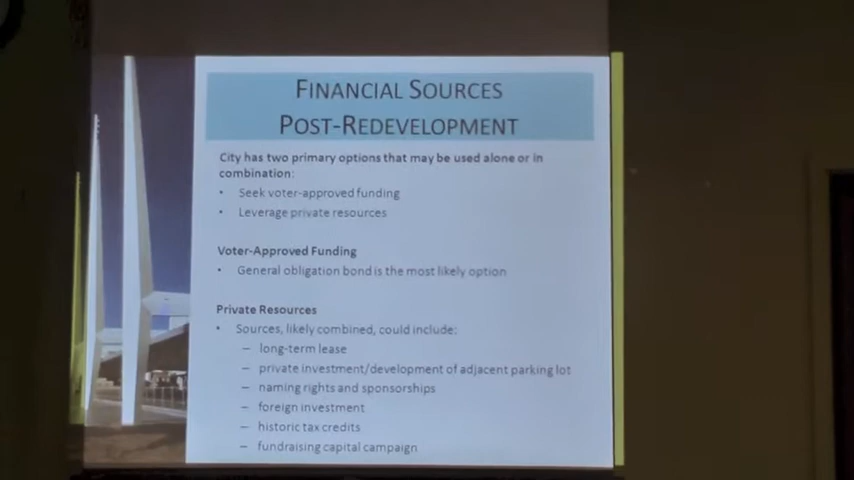 FINANCIAL SOURCES
POST-REDEVELOPMENT
City has two primary options that may be used alone or in
combination:
• Seek voter-approved funding
• Leverage private resources
Voter-Approved Funding
• General obligation bond is the most likely option
Private Resources
• Sources, likely combined, could include:
– long-term lease
– private investment/development of adjacent parking lot
– naming rights and sponsorships
– foreign investment
– historic tax credits
– fundraising capital campaign